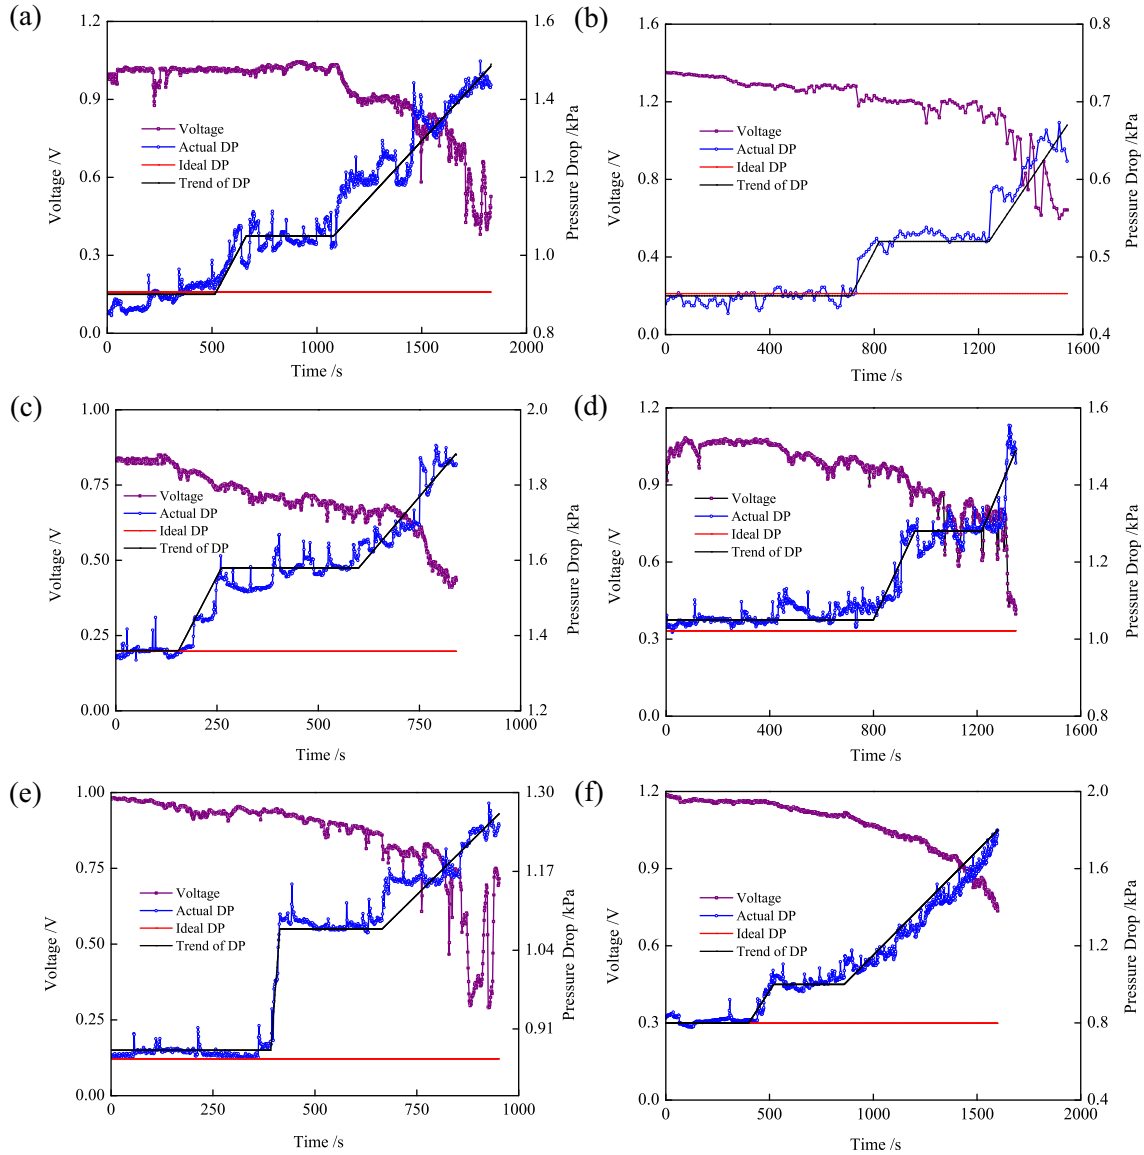 (a)
1.2
0.9
0.6
0.3
0.0
Voltage /V
1.6
1.4
1.2
1.0
0.8
Pressure Drop /kPa
Voltage
Actual DP
Ideal DP
Trend of DP
0 500 1000 1500 2000
Time /s
(b)
1.6
1.2
0.8
0.4
0.0
Voltage /V
0.8
0.7
0.6
0.5
0.4
Pressure Drop /kPa
Voltage
Actual DP
Ideal DP
Trend of DP
0 400 800 1200 1600
Time /s
(c)
1.00
0.75
0.50
0.25
0.00
Voltage /V
2.0
1.8
1.6
1.4
1.2
Pressure Drop /kPa
Voltage
Actual DP
Ideal DP
Trend of DP
0 250 500 750 1000
Time /s
(d)
1.2
0.9
0.6
0.3
0.0
Voltage /V
1.6
1.4
1.2
1.0
0.8
Pressure Drop /kPa
Voltage
Actual DP
Ideal DP
Trend of DP
0 400 800 1200 1600
Time /s
(e)
1.00
0.75
0.50
0.25
0.00
Voltage /V
1.30
1.17
1.04
0.91
Pressure Drop /kPa
Voltage
Actual DP
Ideal DP
Trend of DP
0 250 500 750 1000
Time /s
(f)
1.2
0.9
0.6
0.3
0.0
Voltage /V
2.0
1.6
1.2
0.8
0.4
Pressure Drop /kPa
Voltage
Actual DP
Ideal DP
Trend of DP
0 500 1000 1500 2000
Time /s